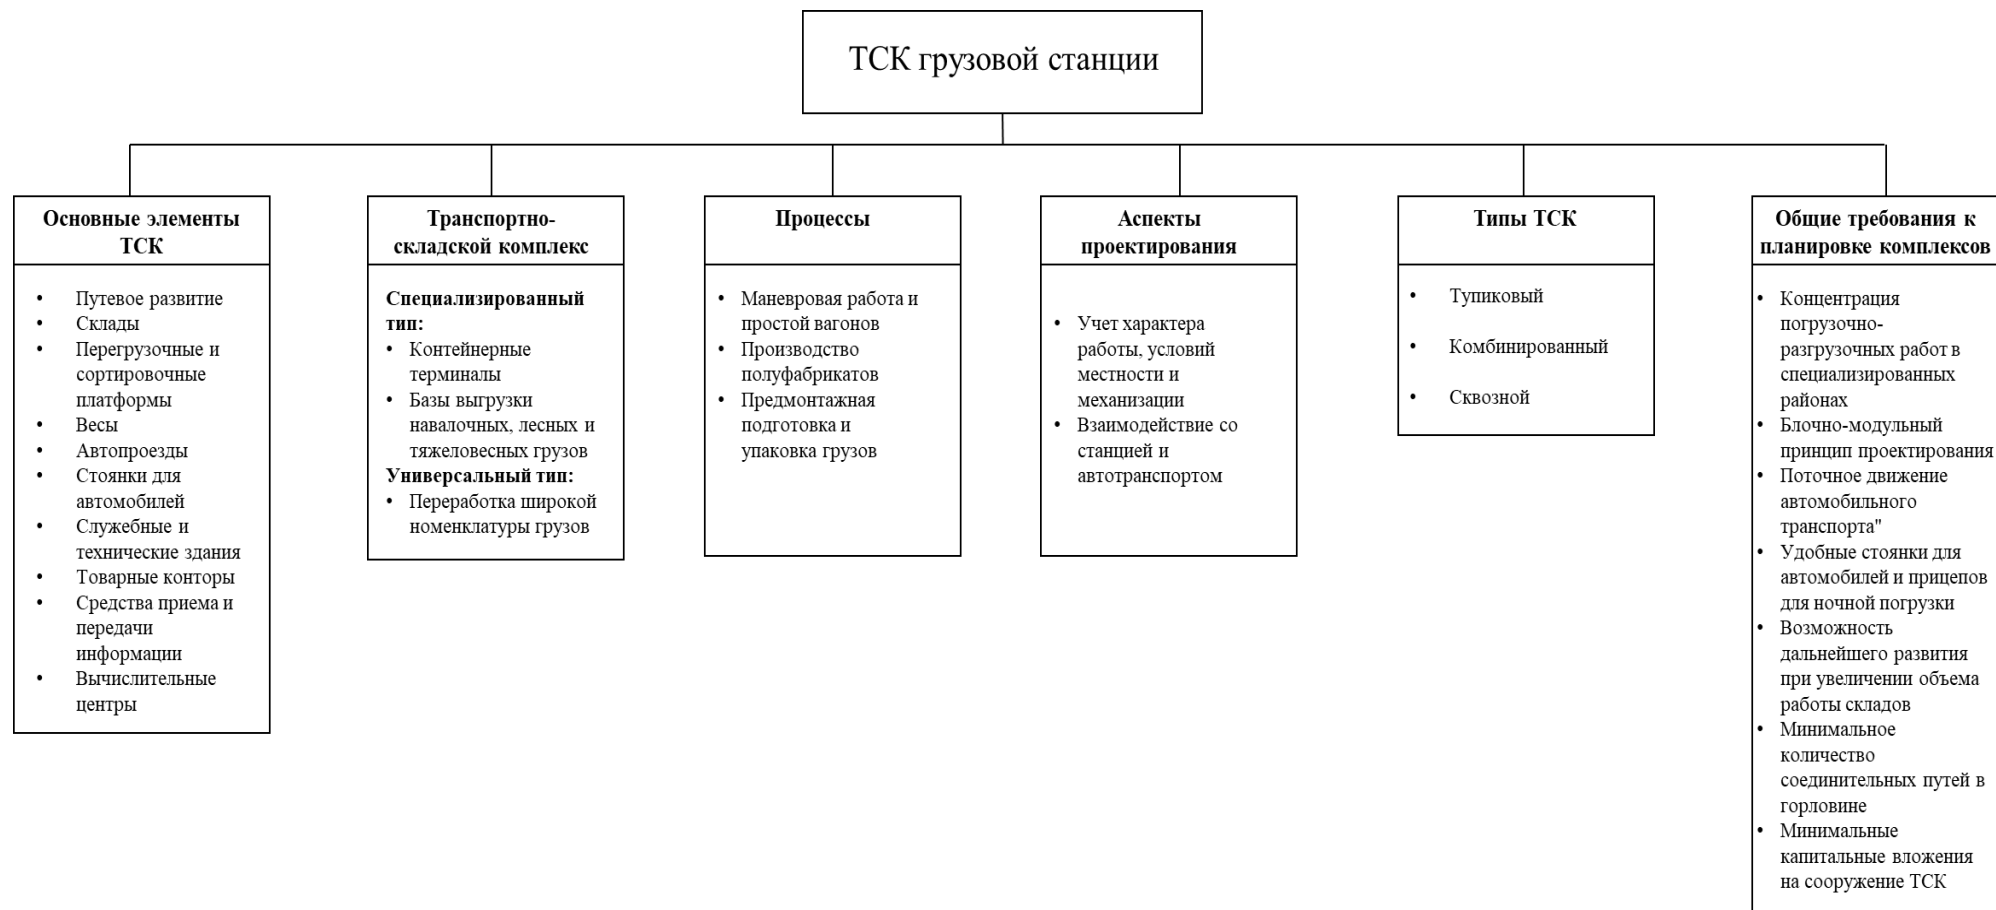 ТСК грузовой станции
Основные элементы
ТСК
• Путевое развитие
• Склады
• Перегрузочные и
сортировочные
платформы
• Весы
• Автопроезды
• Стоянки для
автомобилей
• Служебные и
технические здания
• Товарные конторы
• Средства приема и
передачи
информации
• Вычислительные
центры
Транспортно-
складской комплекс
Специализированный
тип:
• Контейнерные
терминалы
• Базы выгрузки
навалочных, лесных и
тяжеловесных грузов
Универсальный тип:
• Переработка широкой
номенклатуры грузов
Процессы
• Маневровая работа и
простой вагонов
• Производство
полуфабрикатов
• Предмонтажная
подготовка и
упаковка грузов
Аспекты
проектирования
• Учет характера
работы, условий
местности и
механизации
• Взаимодействие со
станцией и
автотранспортом
Типы ТСК
• Тупиковый
• Комбинированный
• Сквозной
Общие требования к
планировке комплексов
• Концентрация
погрузочно-
разгрузочных работ в
специализированных
районах
• Блочно-модульный
принцип проектирования
• Поточное движение
автомобильного
транспорта"
• Удобные стоянки для
автомобилей и прицепов
для ночной погрузки
• Возможность
дальнейшего развития
при увеличении объема
работы складов
• Минимальное
количество
соединительных путей в
горловине
• Минимальные
капитальные вложения
на сооружение ТСК